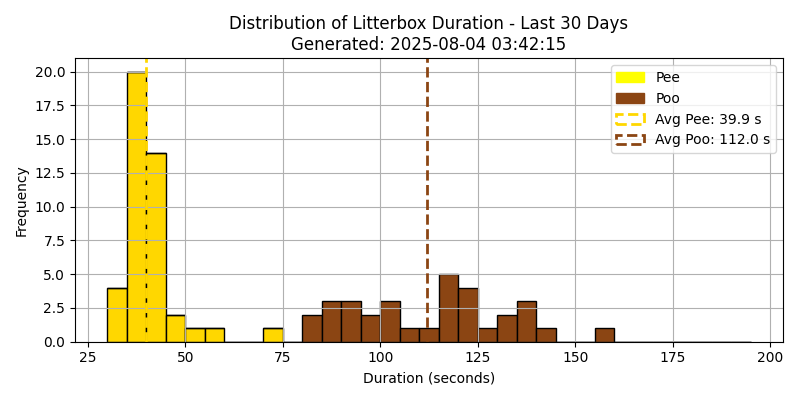 Distribution of Litterbox Duration - Last 30 Days
Generated: 2025-08-04 03:42:15
Pee
Poo
Avg Pee: 39.9 s
Avg Poo: 112.0 s
Frequency
20.0
17.5
15.0
12.5
10.0
7.5
5.0
2.5
0.0
25 50 75 100 125 150 175 200
Duration (seconds)